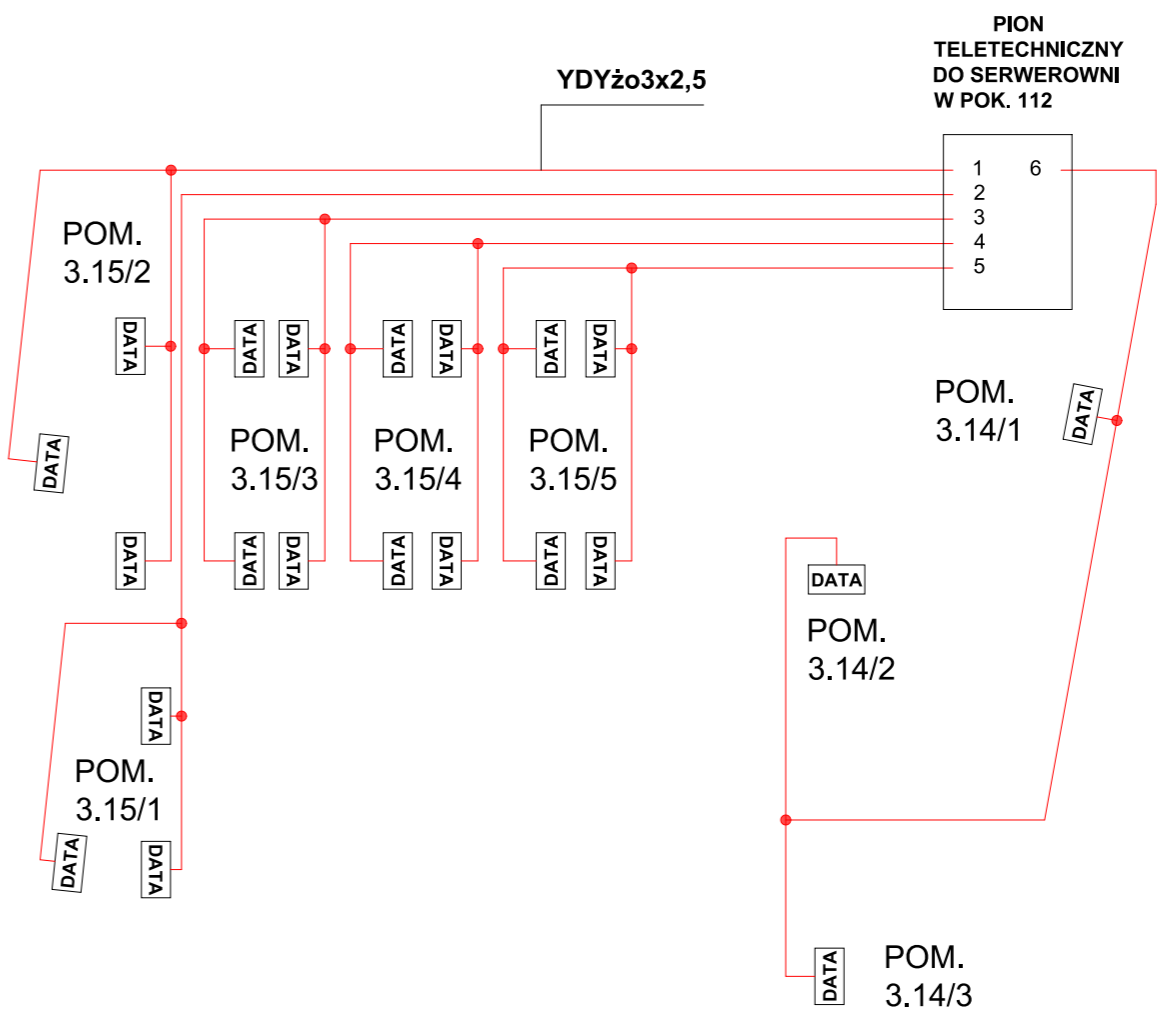 PION
TELETECHNICZNY
DO SERWEROWNI
W POK. 112
YDYżo3x2,5
1 6
2
3
4
5
POM.
3.15/2
DATA
DATA
DATA
DATA
DATA
DATA
DATA
DATA
POM.
3.14/1
DATA
POM.
3.15/3
POM.
3.15/4
POM.
3.15/5
DATA
DATA
DATA
DATA
DATA
DATA
DATA
DATA
DATA
POM.
3.14/2
DATA
POM.
3.15/1
DATA
DATA
DATA
POM.
3.14/3